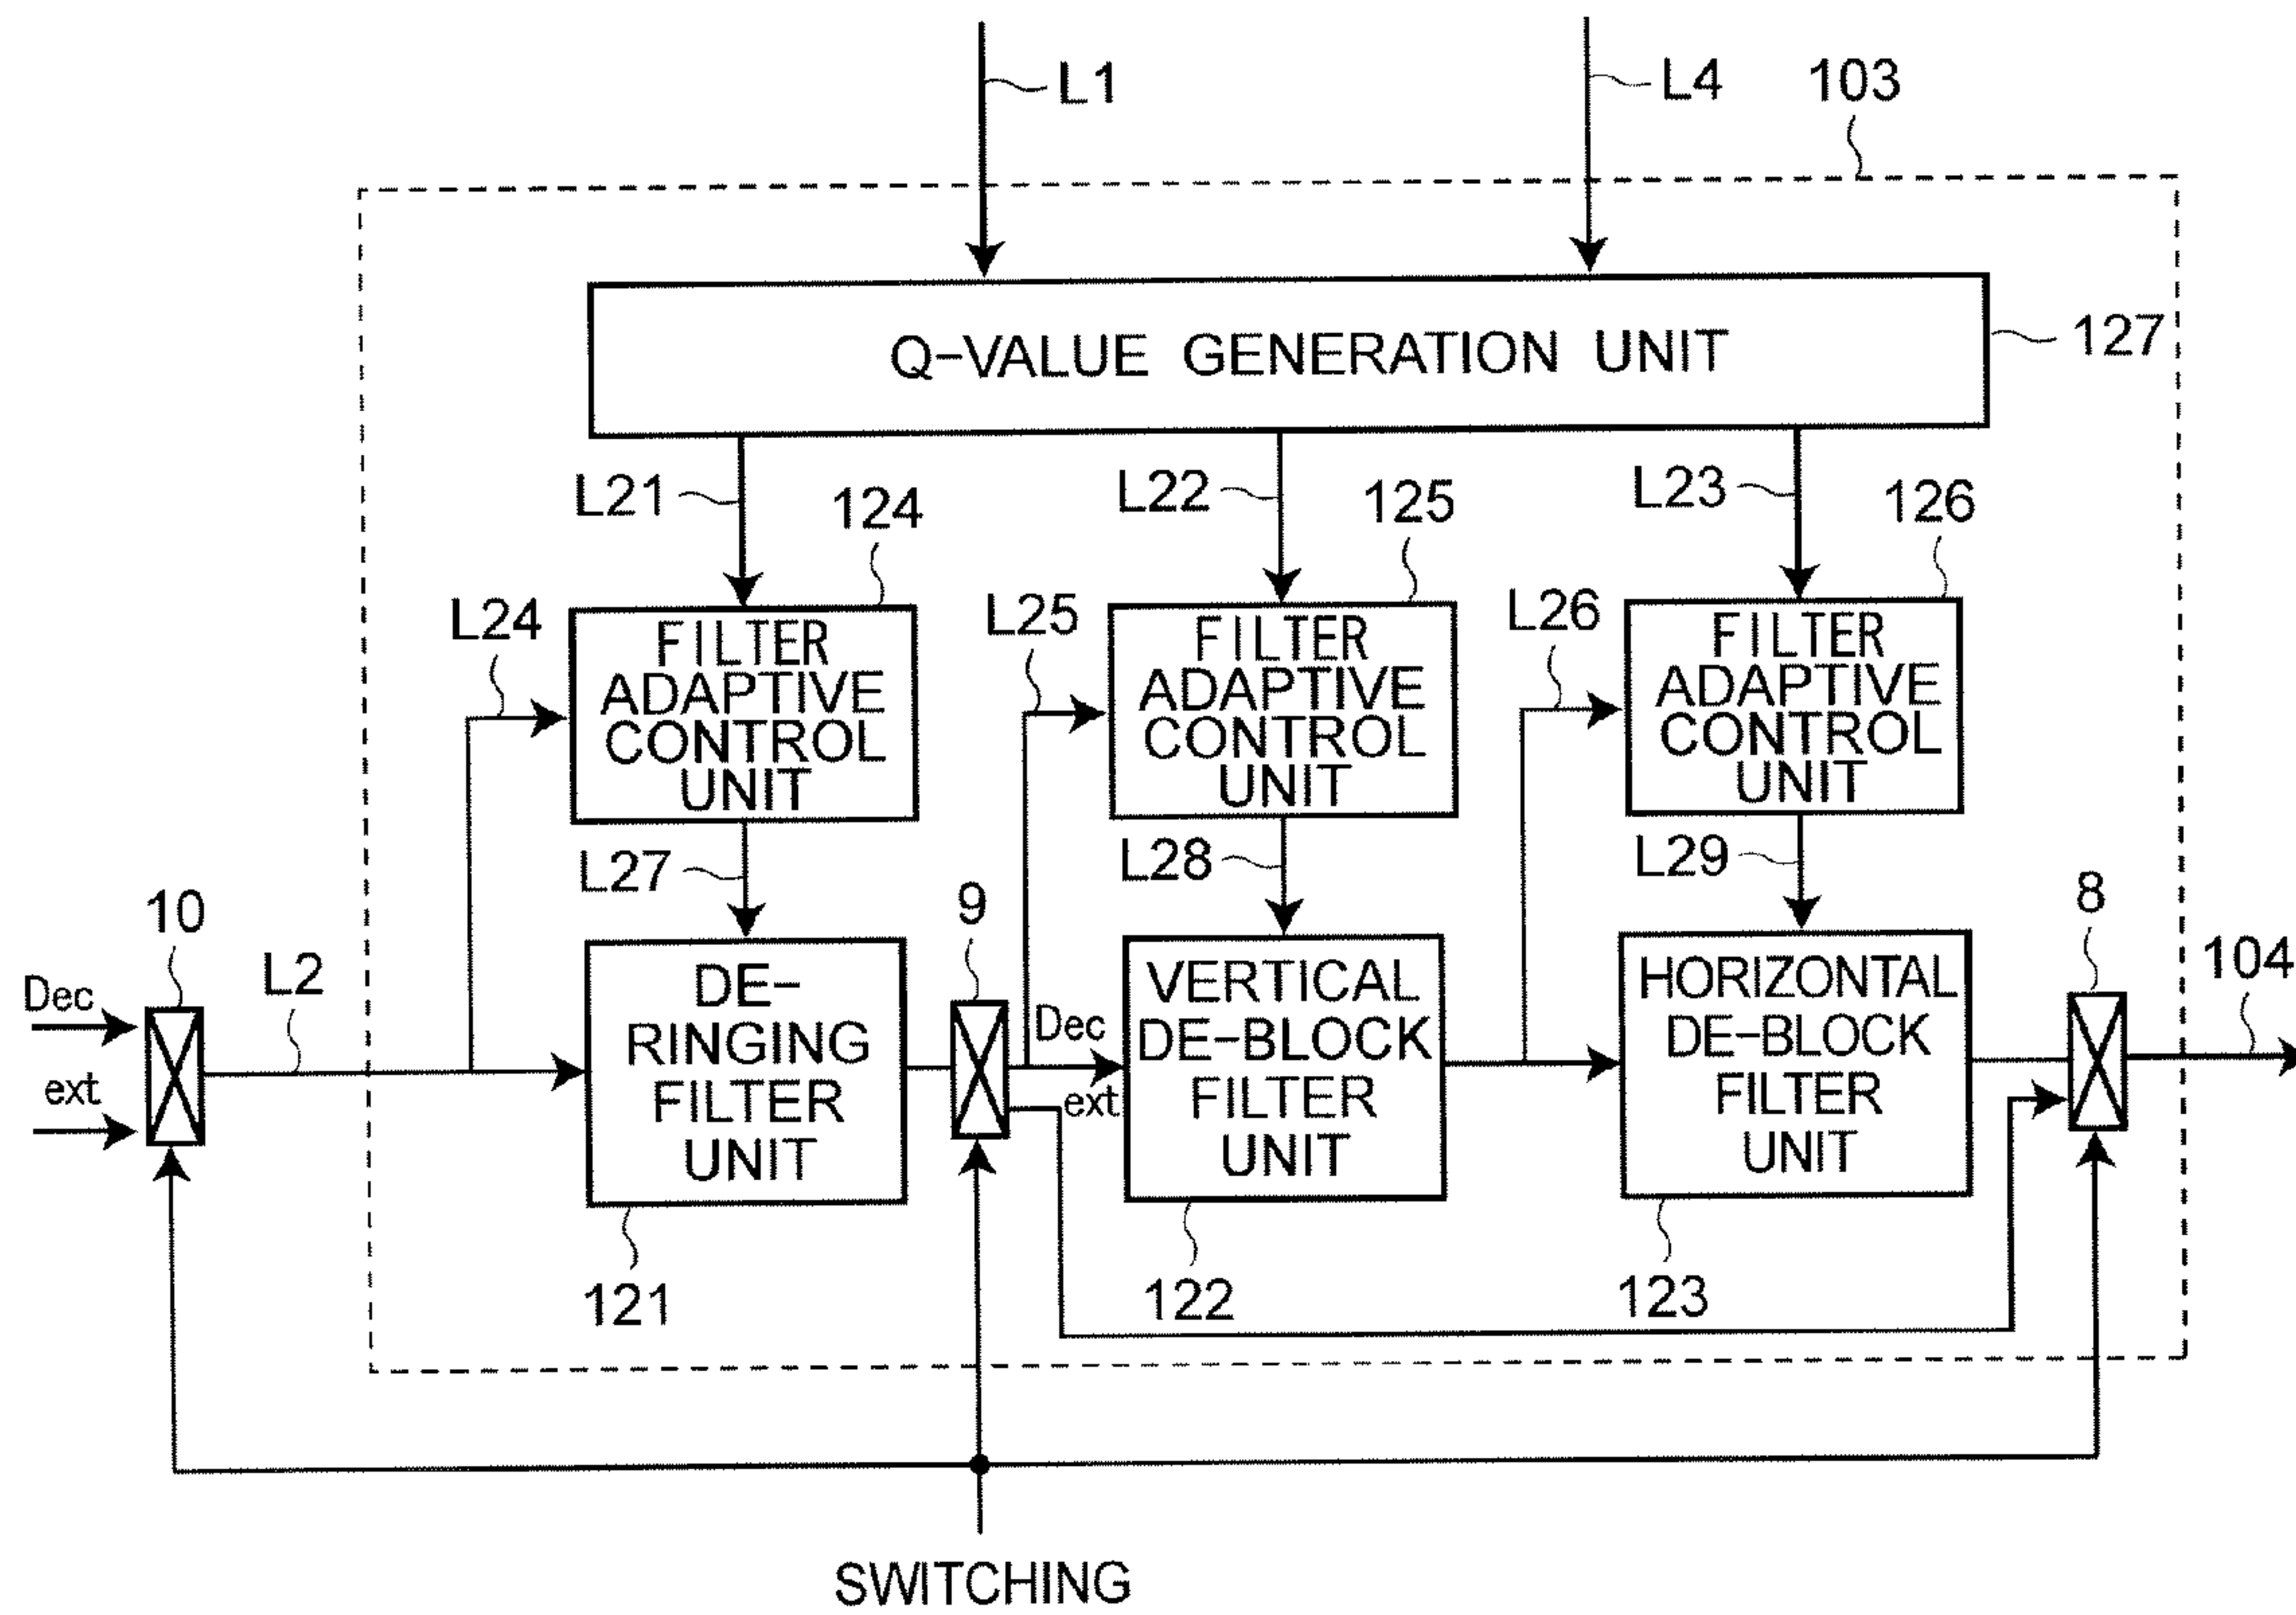 L1
L4
103
Q-VALUE GENERATION UNIT
127
L21
124
L22
125
L23
126
L24
FILTER
ADAPTIVE
CONTROL
UNIT
L25
FILTER
ADAPTIVE
CONTROL
UNIT
L26
FILTER
ADAPTIVE
CONTROL
UNIT
L27
L28
L29
10
9
8
104
L2
Dec
ext
DE-
RINGING
FILTER
UNIT
Dec
ext
VERTICAL
DE-BLOCK
FILTER
UNIT
HORIZONTAL
DE-BLOCK
FILTER
UNIT
121
122
123
SWITCHING